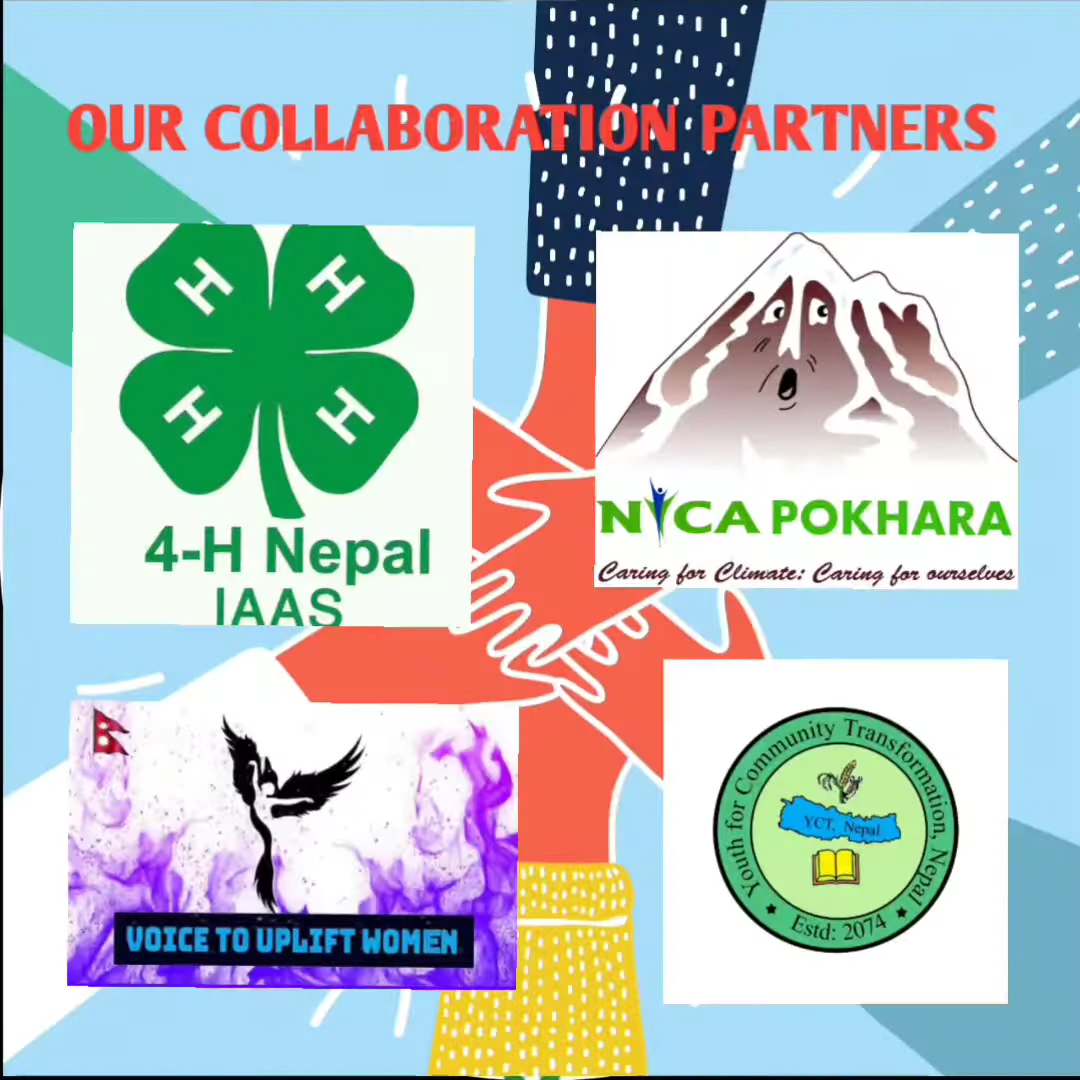 OUR COLLABORATION PARTNERS
H H
H H
4-H Nepal
IAAS
NYCA POKHARA
Caring for Climate: Caring for ourselves
VOICE TO UPLIFT WOMEN
Youth for Community Transformation, Nepal
YCT, Nepal
Estd: 2074